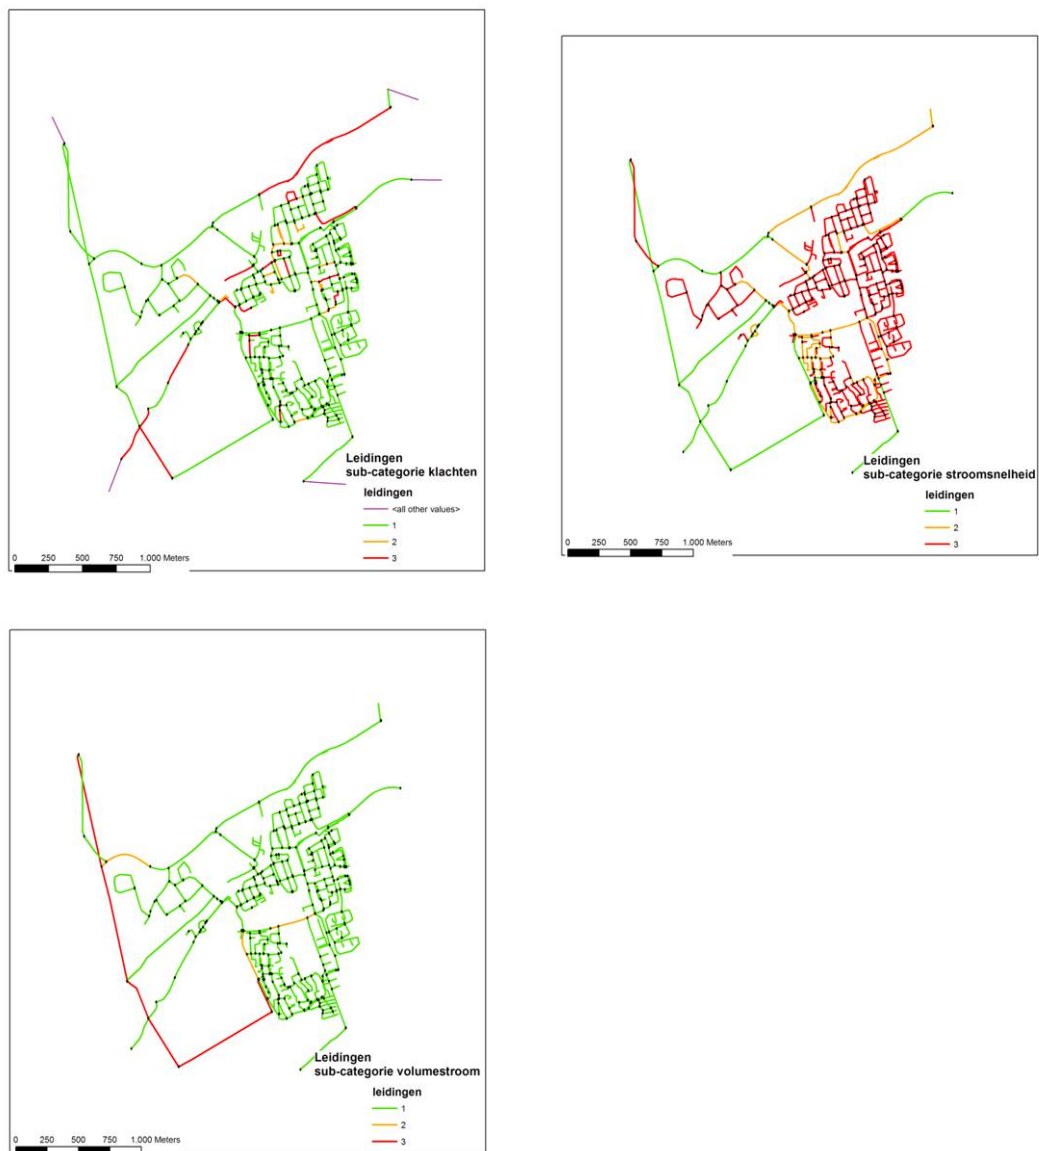 Leidingen
sub-categorie klachten
leidingen
<all other values>
1
2
3
0 250 500 750 1.000 Meters
Leidingen
sub-categorie stroomsnelheid
leidingen
1
2
3
0 250 500 750 1.000 Meters
Leidingen
sub-categorie volumestroom
leidingen
1
2
3
0 250 500 750 1.000 Meters